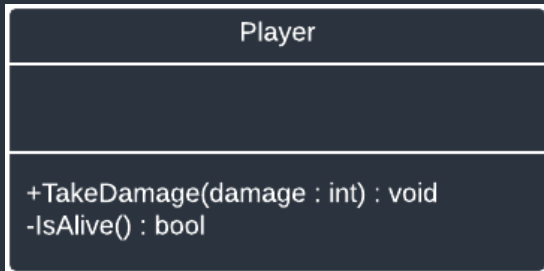 Player
+TakeDamage(damage : int) : void
-IsAlive() : bool